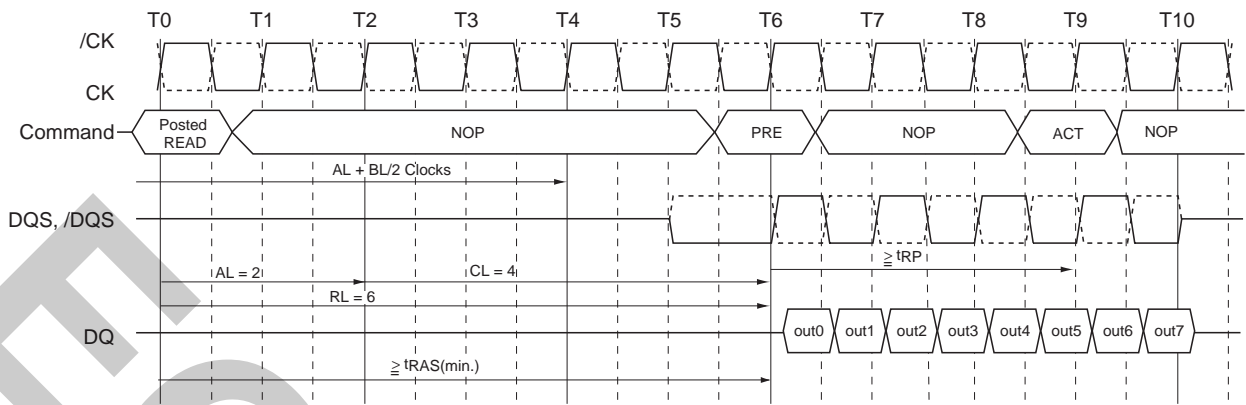 T0 T1 T2 T3 T4 T5 T6 T7 T8 T9 T10
/CK
CK
Command
Posted
READ
NOP
PRE
NOP
ACT
NOP
AL + BL/2 Clocks
DQS, /DQS
≧ tRP
AL = 2
CL = 4
RL = 6
DQ
out0 out1 out2 out3 out4 out5 out6 out7
≧ tRAS(min.)